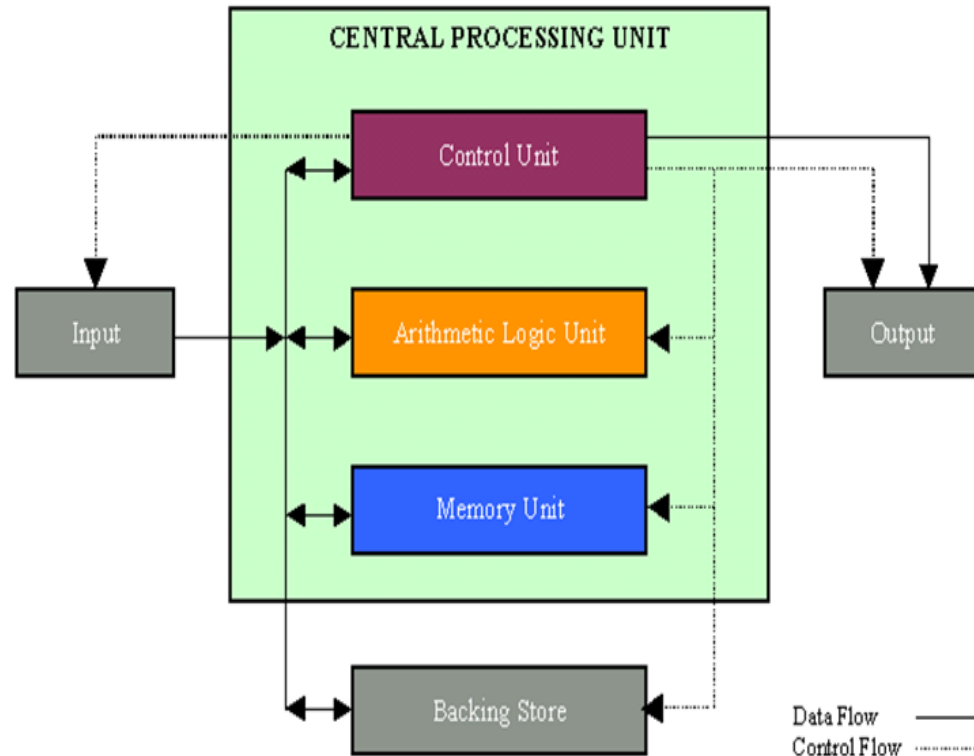 CENTRAL PROCESSING UNIT
Control Unit
Input
Arithmetic Logic Unit
Output
Memory Unit
Backing Store
Data Flow
Control Flow